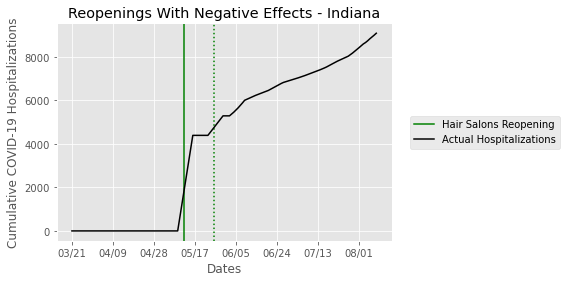 Reopenings With Negative Effects - Indiana
Cumulative COVID-19 Hospitalizations
8000
6000
4000
2000
0
03/21 04/09 04/28 05/17 06/05 06/24 07/13 08/01
Dates
Hair Salons Reopening
Actual Hospitalizations